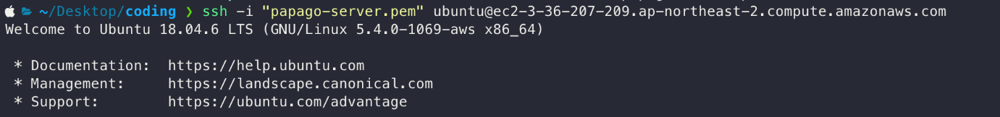 ~/Desktop/coding ❯ ssh -i "papago-server.pem" ubuntu@ec2-3-36-207-209.ap-northeast-2.compute.amazonaws.com
Welcome to Ubuntu 18.04.6 LTS (GNU/Linux 5.4.0-1069-aws x86_64)
* Documentation:  https://help.ubuntu.com
* Management:     https://landscape.canonical.com
* Support:        https://ubuntu.com/advantage